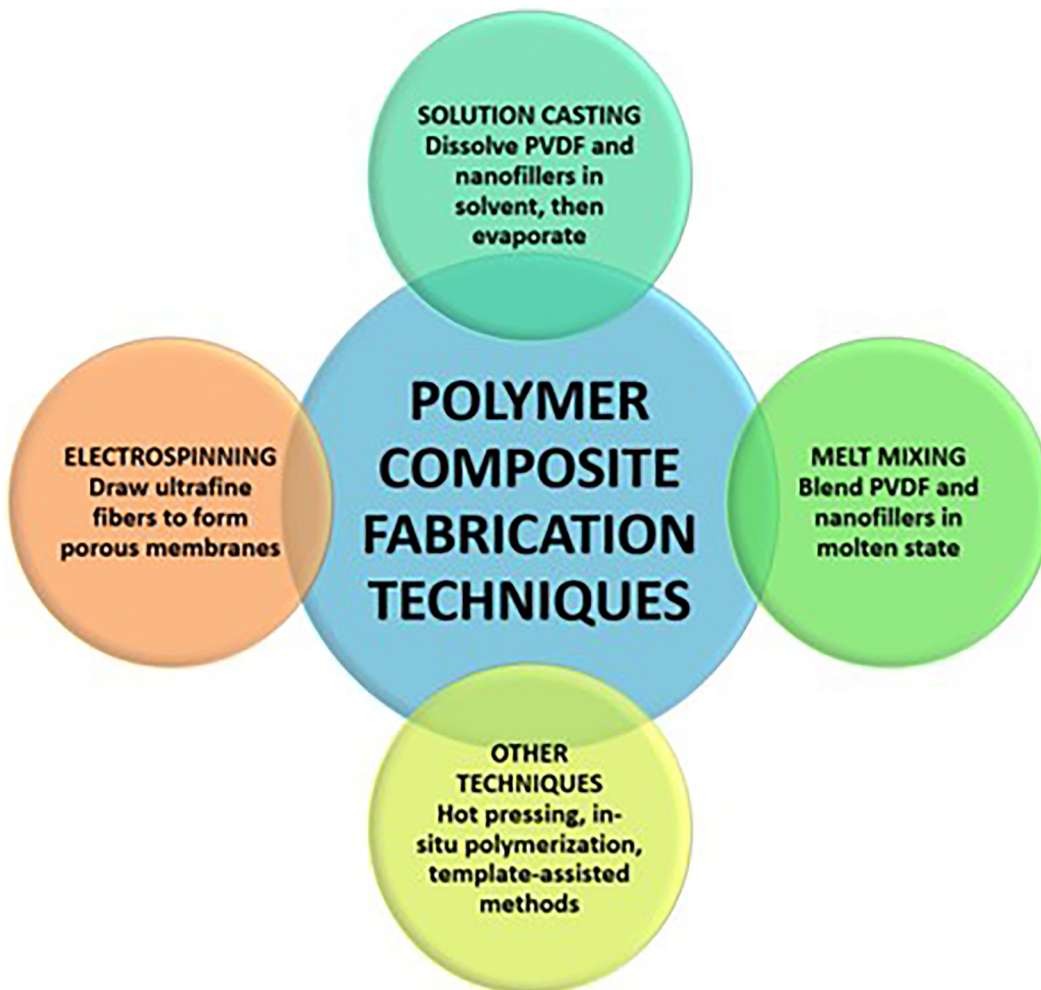 SOLUTION CASTING
Dissolve PVDF and
nanofillers in
solvent, then
evaporate
ELECTROSPINNING
Draw ultrafine
fibers to form
porous membranes
POLYMER
COMPOSITE
FABRICATION
TECHNIQUES
MELT MIXING
Blend PVDF and
nanofillers in
molten state
OTHER
TECHNIQUES
Hot pressing, in-
situ polymerization,
template-assisted
methods